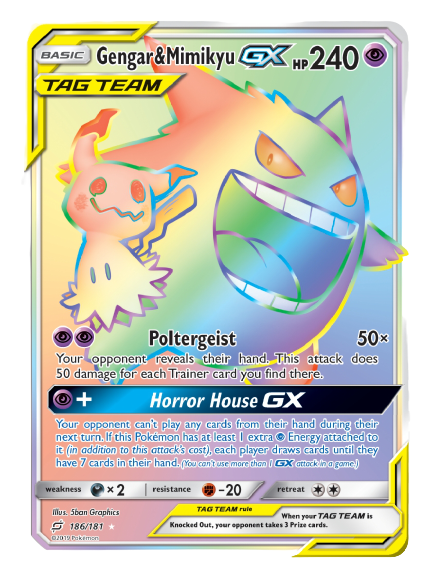 BASIC Gengar&Mimikyu GX HP 240
TAG TEAM
Poltergeist 50×
Your opponent reveals their hand. This attack does
50 damage for each Trainer card you find there.
+ Horror House GX
Your opponent can't play any cards from their hand during their
next turn. If this Pokémon has at least 1 extra Energy attached to
it (in addition to this attack's cost), each player draws cards until they
have 7 cards in their hand. (You can't use more than 1 GX attack in a game.)
weakness ×2 resistance -20 retreat
Illus. 5ban Graphics
186/181
©2019 Pokémon
TAG TEAM rule
When your TAG TEAM is
Knocked Out, your opponent takes 3 Prize cards.